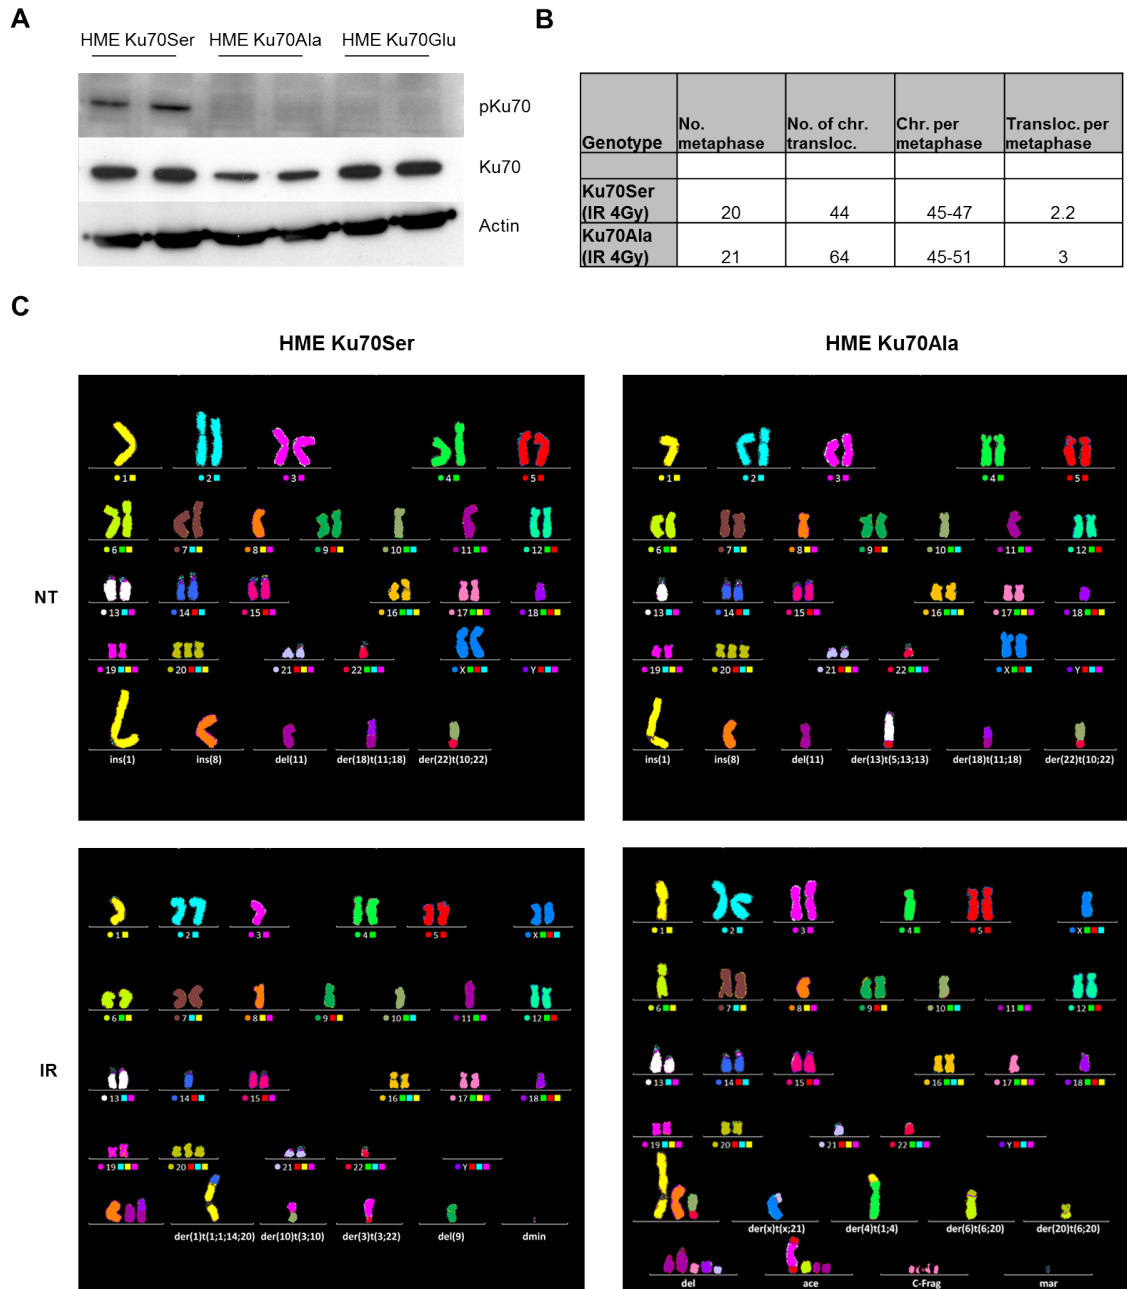 A
HME Ku70Ser HME Ku70Ala HME Ku70Glu
pKu70
Ku70
Actin
B
Genotype No. metaphase No. of chr. transloc. Chr. per metaphase Transloc. per metaphase
Ku70Ser (IR 4Gy) 20 44 45-47 2.2
Ku70Ala (IR 4Gy) 21 64 45-51 3
C
HME Ku70Ser HME Ku70Ala
NT
1 2 3 4 5
6 7 8 9 10 11 12
13 14 15 16 17 18
19 20 21 22 X Y
ins(1) ins(8) del(11) der(18)t(11;18) der(22)t(10;22)
1 2 3 4 5
6 7 8 9 10 11 12
13 14 15 16 17 18
19 20 21 22 X Y
ins(1) ins(8) del(11) der(13)t(5;13;13) der(18)t(11;18) der(22)t(10;22)
IR
1 2 3 4 5 X
6 7 8 9 10 11 12
13 14 15 16 17 18
19 20 21 22 Y
der(1)t(1;1;14;20) der(10)t(3;10) der(3)t(3;22) del(9) dmin
1 2 3 4 5 X
6 7 8 9 10 11 12
13 14 15 16 17 18
19 20 21 22 Y
der(x)t(x;21) der(4)t(1;4) der(6)t(6;20) der(20)t(6;20)
del ace C-Frag mar